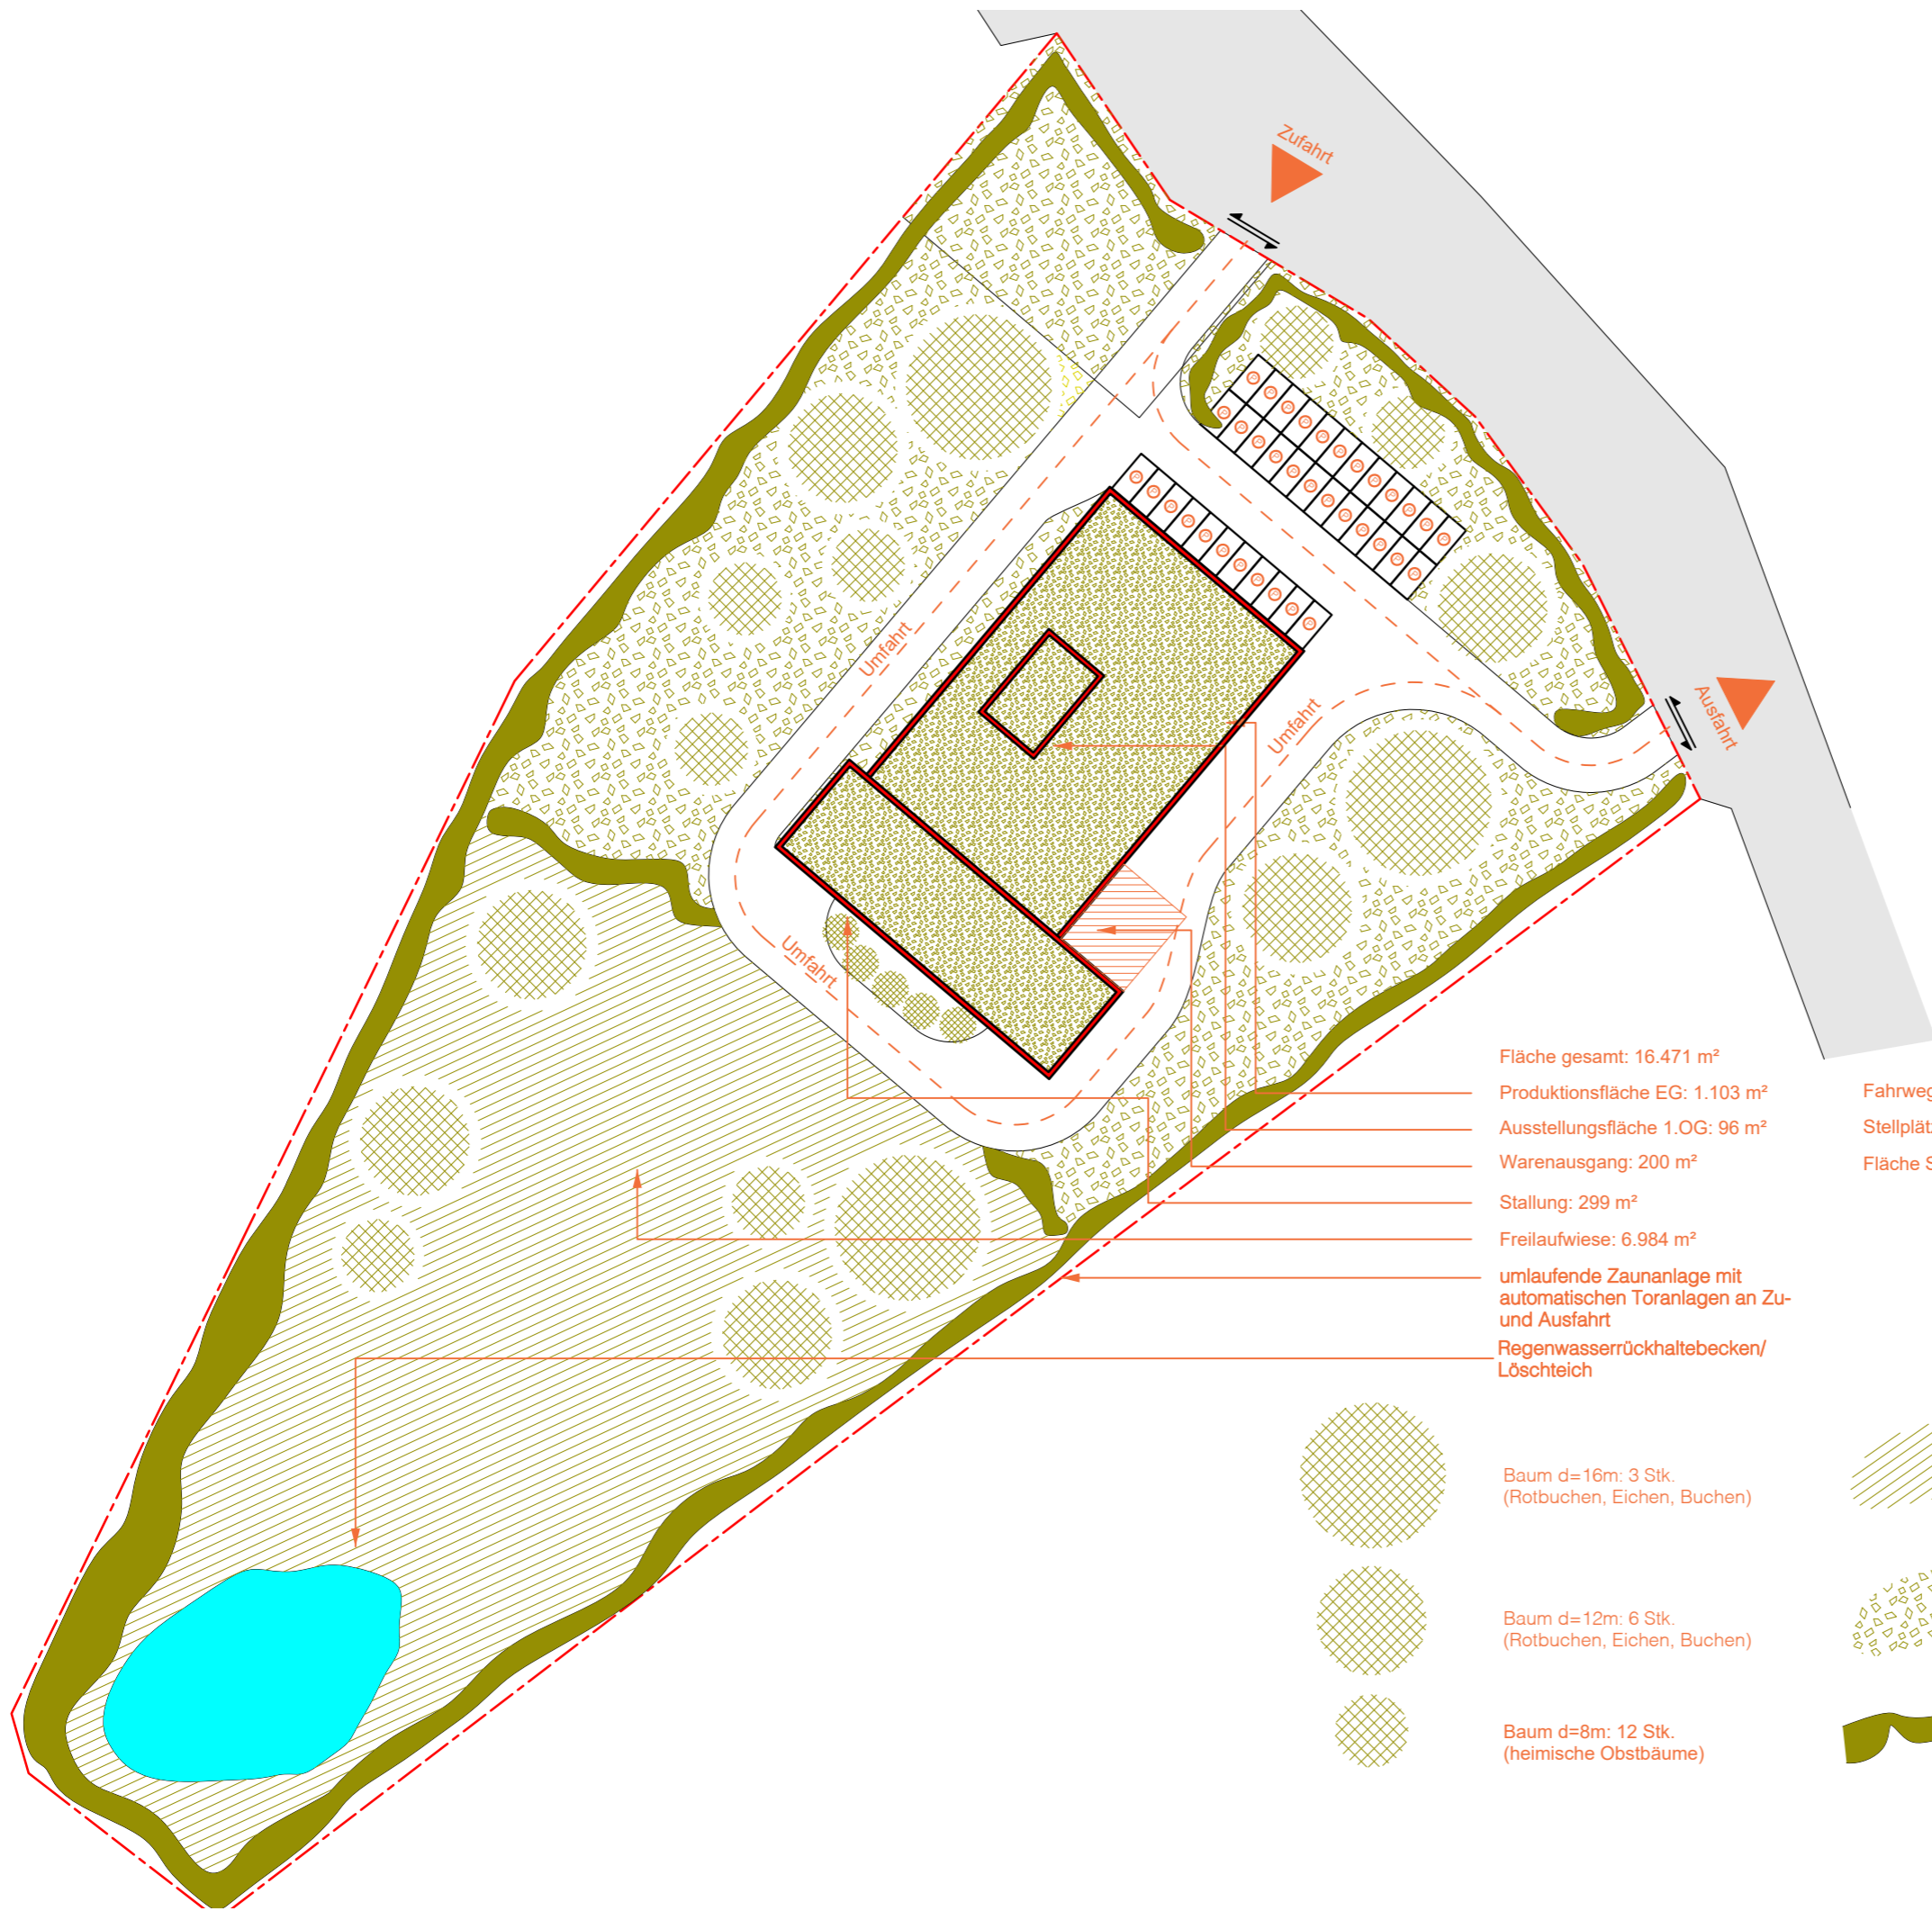 Zufahrt
Umfahrt
Umfahrt
Ausfahrt
Umfahrt
Fläche gesamt: 16.471 m²
Produktionsfläche EG: 1.103 m²
Ausstellungsfläche 1.OG: 96 m²
Warenausgang: 200 m²
Stallung: 299 m²
Freilaufwiese: 6.984 m²
umlaufende Zaunanlage mit
automatischen Toranlagen an Zu-
und Ausfahrt
Regenwasserrückhaltebecken/
Löschteich
Fahrweg
Stellplät
Fläche S
Baum d=16m: 3 Stk.
(Rotbuchen, Eichen, Buchen)
Baum d=12m: 6 Stk.
(Rotbuchen, Eichen, Buchen)
Baum d=8m: 12 Stk.
(heimische Obstbäume)